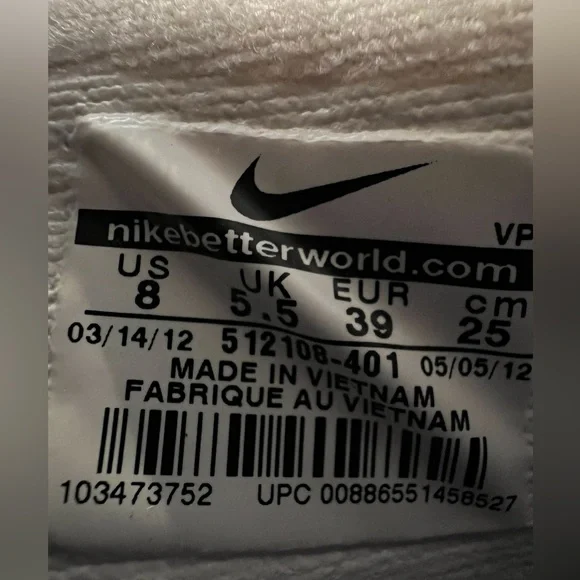 nikebetterworld.com VP
US UK EUR cm
8 5.5 39 25
03/14/12 512108-401 05/05/12
MADE IN VIETNAM
FABRIQUE AU VIETNAM
103473752 UPC 00886551458527